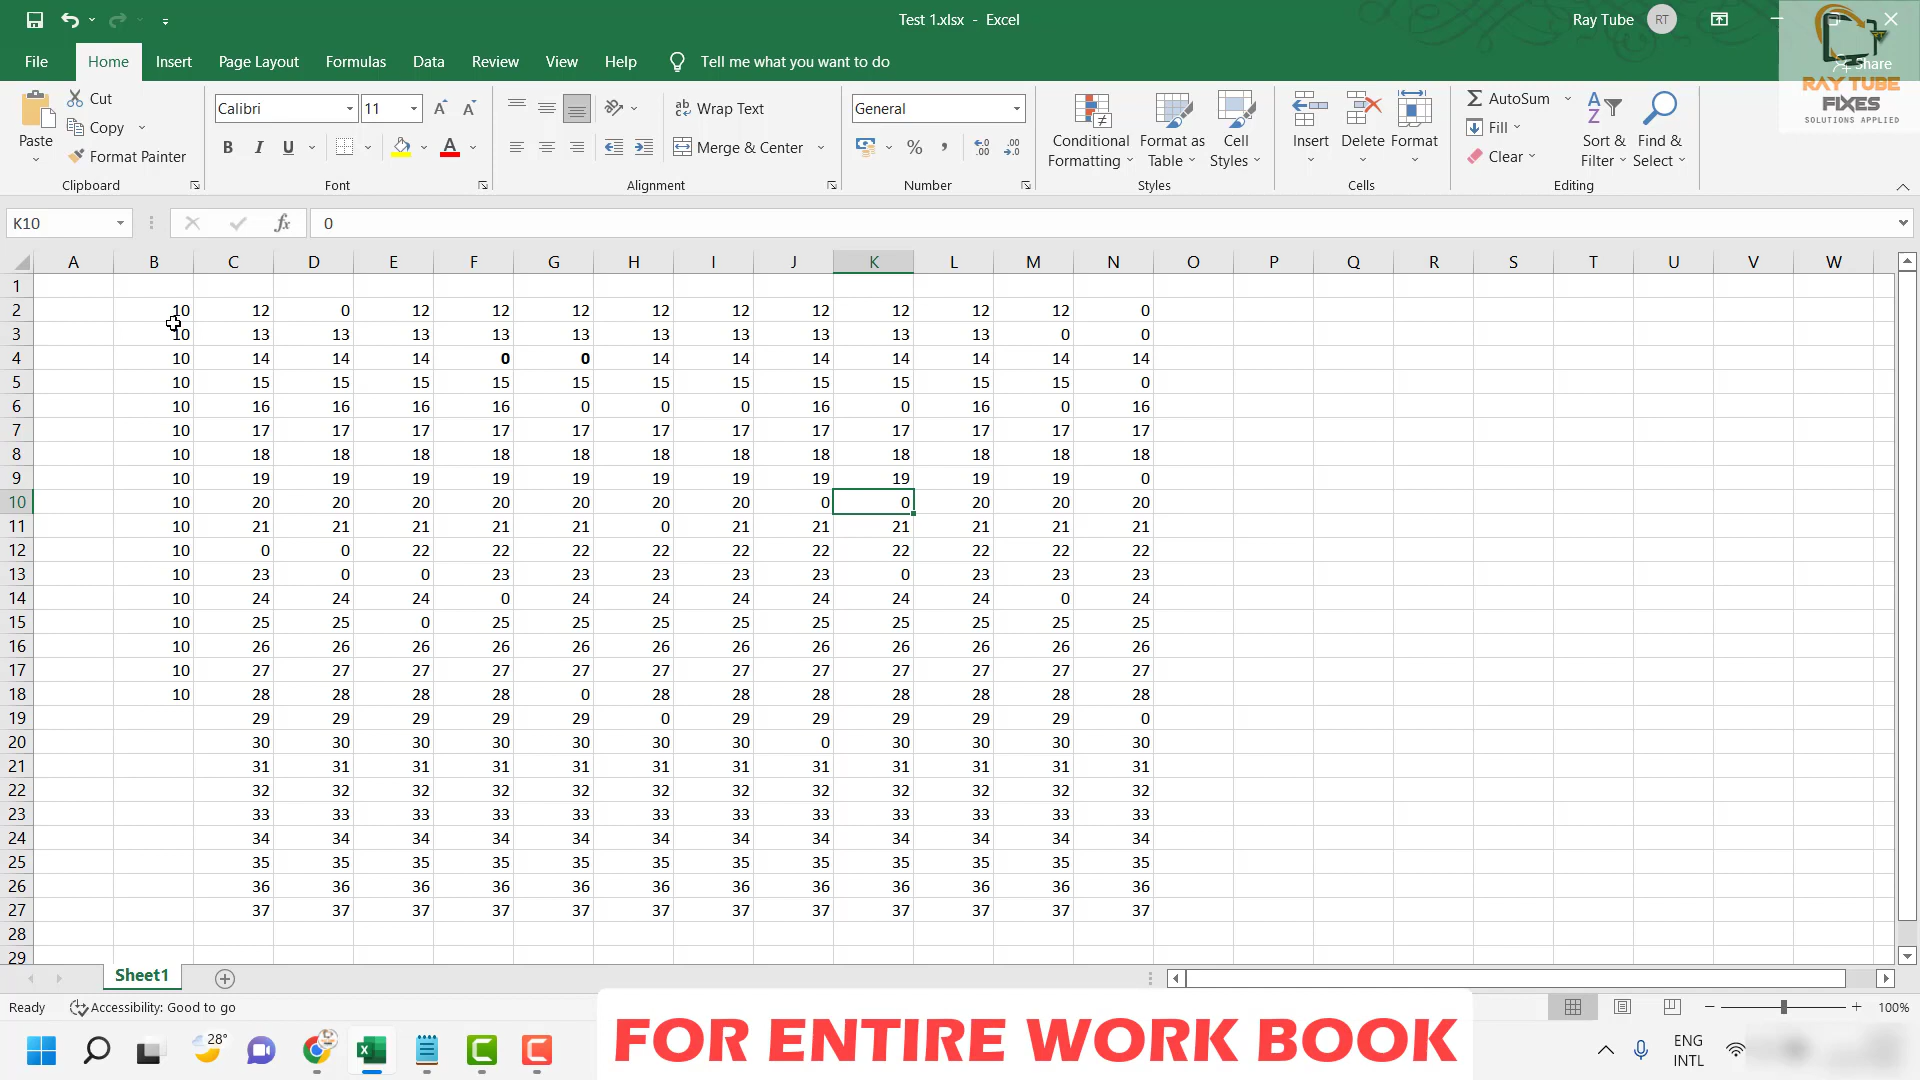 Test 1.xlsx - Excel
Ray Tube RT
File Home Insert Page Layout Formulas Data Review View Help Tell me what you want to do
Share
RAY TUBE
FIXES
SOLUTIONS APPLIED
Paste
Cut
Copy
Format Painter
Clipboard
Calibri 11
B I U A
Font
Wrap Text
Merge & Center
Alignment
General
Number
Conditional
Formatting
Format as
Table
Cell
Styles
Styles
Insert Delete Format
Cells
AutoSum
Fill
Clear
Sort &
Filter
Find &
Select
Editing
K10 fx 0
A B C D E F G H I J K L M N O P Q R S T U V W
1
2 10 12 0 12 12 12 12 12 12 12 12 12 0
3 10 13 13 13 13 13 13 13 13 13 13 0 0
4 10 14 14 14 0 0 14 14 14 14 14 14 14
5 10 15 15 15 15 15 15 15 15 15 15 15 0
6 10 16 16 16 16 0 0 0 16 0 16 0 16
7 10 17 17 17 17 17 17 17 17 17 17 17 17
8 10 18 18 18 18 18 18 18 18 18 18 18 18
9 10 19 19 19 19 19 19 19 19 19 19 19 0
10 10 20 20 20 20 20 20 20 0 0 20 20 20
11 10 21 21 21 21 21 0 21 21 21 21 21 21
12 10 0 0 22 22 22 22 22 22 22 22 22 22
13 10 23 0 0 23 23 23 23 23 0 23 23 23
14 10 24 24 24 0 24 24 24 24 24 24 0 24
15 10 25 25 0 25 25 25 25 25 25 25 25 25
16 10 26 26 26 26 26 26 26 26 26 26 26 26
17 10 27 27 27 27 27 27 27 27 27 27 27 27
18 10 28 28 28 28 0 28 28 28 28 28 28 28
19 29 29 29 29 29 0 29 29 29 29 29 0
20 30 30 30 30 30 30 30 0 30 30 30 30
21 31 31 31 31 31 31 31 31 31 31 31 31
22 32 32 32 32 32 32 32 32 32 32 32 32
23 33 33 33 33 33 33 33 33 33 33 33 33
24 34 34 34 34 34 34 34 34 34 34 34 34
25 35 35 35 35 35 35 35 35 35 35 35 35
26 36 36 36 36 36 36 36 36 36 36 36 36
27 37 37 37 37 37 37 37 37 37 37 37 37
28
29
Sheet1
Ready Accessibility: Good to go
100%
28°
FOR ENTIRE WORK BOOK
ENG
INTL